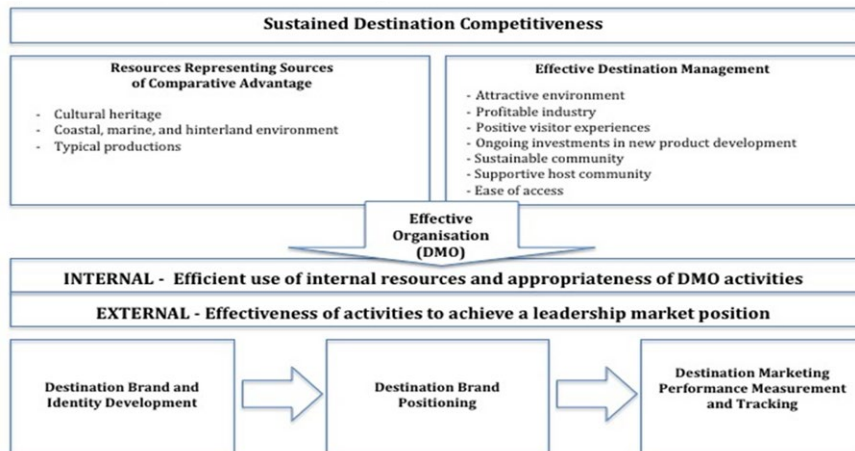 Sustained Destination Competitiveness
Resources Representing Sources
of Comparative Advantage
- Cultural heritage
- Coastal, marine, and hinterland environment
- Typical productions
Effective Destination Management
- Attractive environment
- Profitable industry
- Positive visitor experiences
- Ongoing investments in new product development
- Sustainable community
- Supportive host community
- Ease of access
Effective
Organisation
(DMO)
INTERNAL - Efficient use of internal resources and appropriateness of DMO activities
EXTERNAL - Effectiveness of activities to achieve a leadership market position
Destination Brand and
Identity Development
Destination Brand
Positioning
Destination Marketing
Performance Measurement
and Tracking